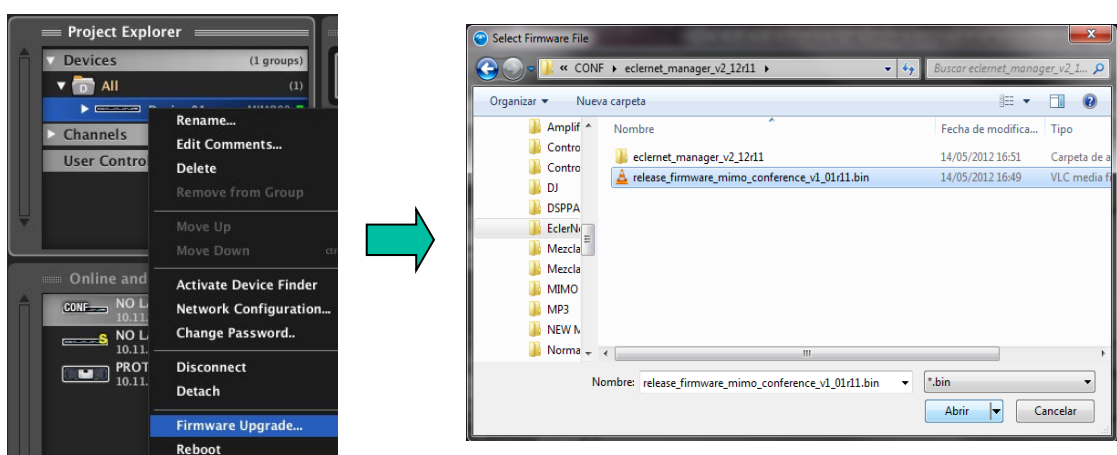 Project Explorer
Devices (1 groups)
All (1)
Channels
User Contro
Rename...
Edit Comments...
Delete
Remove from Group
Move Up
Move Down
Activate Device Finder
Network Configuration...
Change Password..
Disconnect
Detach
Firmware Upgrade...
Reboot
Online and
CONF NO L
10.11.
S NO L
10.11.
PROT
10.11.
Select Firmware File
« CONF eclernet_manager_v2_12r11
Buscar eclernet_manager_v2_1...
Organizar Nueva carpeta
Nombre Fecha de modifica... Tipo
Amplif
Contro
Contro
DJ
DSPPA
EclerN
Mezcla
Mezcla
MIMO
MP3
NEW M
Norma
eclernet_manager_v2_12r11 14/05/2012 16:51 Carpeta de a
release_firmware_mimo_conference_v1_01r11.bin 14/05/2012 16:49 VLC media fi
Nombre: release_firmware_mimo_conference_v1_01r11.bin *.bin
Abrir Cancelar